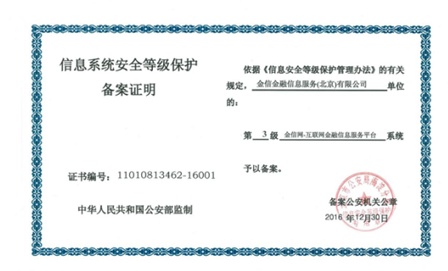 信息系统安全等级保护
备案证明
证书编号：11010813462-16001
中华人民共和国公安部监制
依据《信息安全等级保护管理办法》的有关
规定，金信金融信息服务(北京)有限公司 单位
的：
第 3 级 金信网-互联网金融信息服务平台 系统
予以备案。
备案公安机关公章
2016 年12月30日